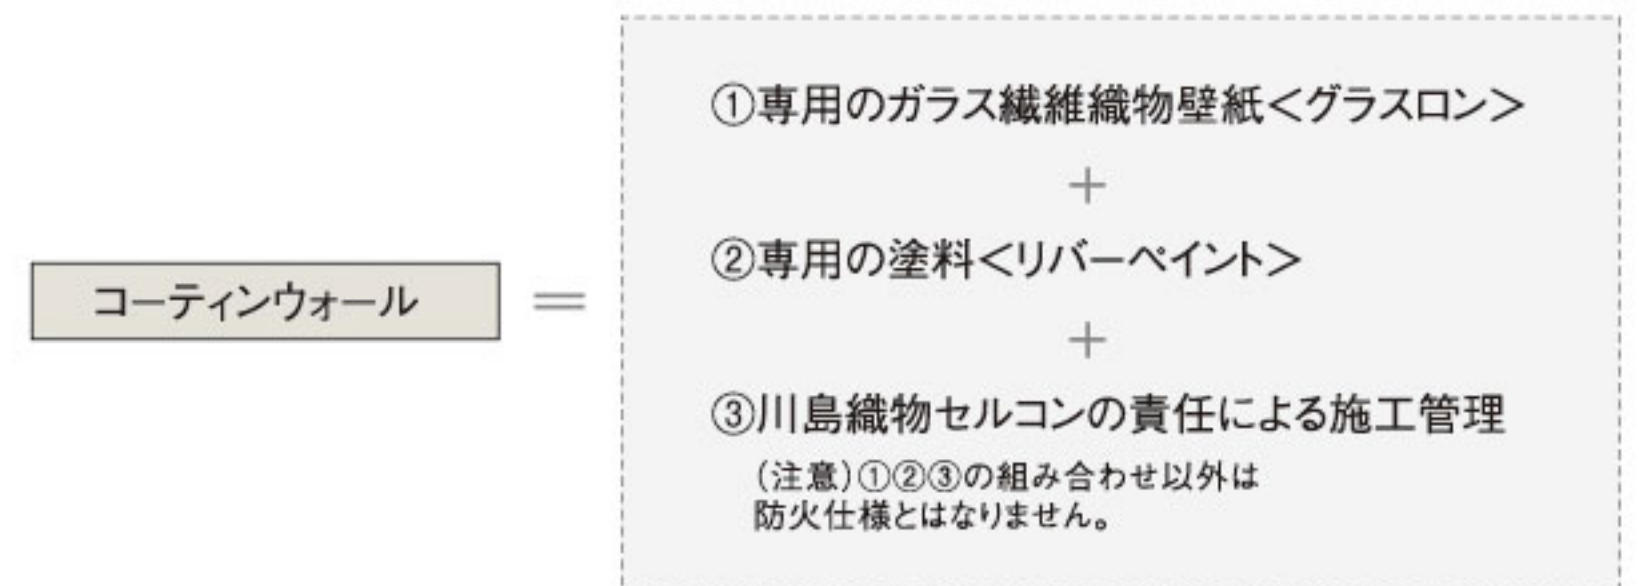 コーティンウォール
＝
①専用のガラス繊維織物壁紙＜グラスロン＞
＋
②専用の塗料＜リバーペイント＞
＋
③川島織物セルコンの責任による施工管理
（注意）①②③の組み合わせ以外は
防火仕様とはなりません。